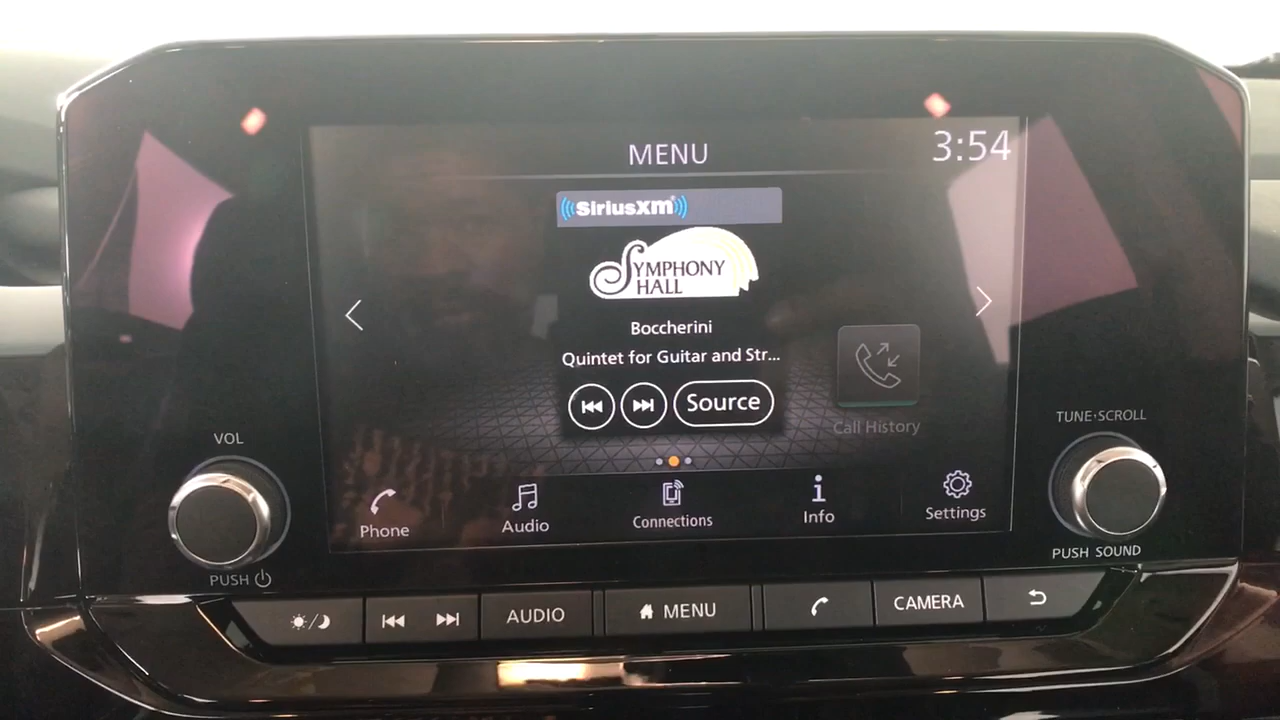 MENU
3:54
SiriusXM
SYMPHONY
HALL
Boccherini
Quintet for Guitar and Str...
Source
Call History
Phone
Audio
Connections
Info
Settings
VOL
PUSH
TUNE·SCROLL
PUSH SOUND
AUDIO
MENU
CAMERA